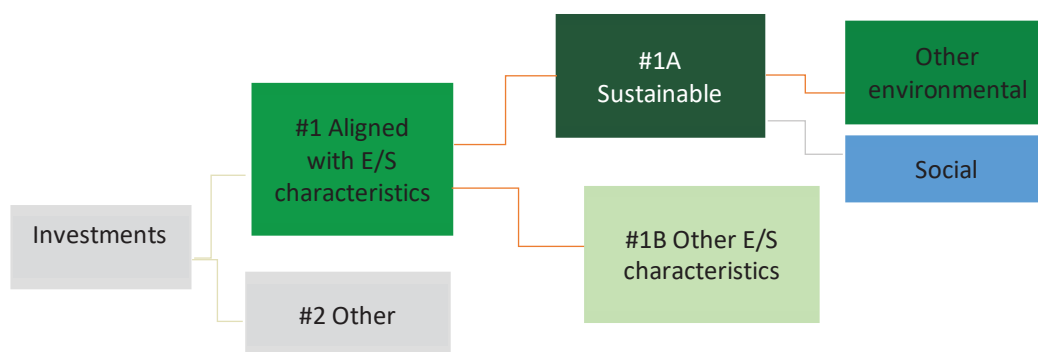 Investments
#1 Aligned
with E/S
characteristics
#2 Other
#1A
Sustainable
#1B Other E/S
characteristics
Other
environmental
Social